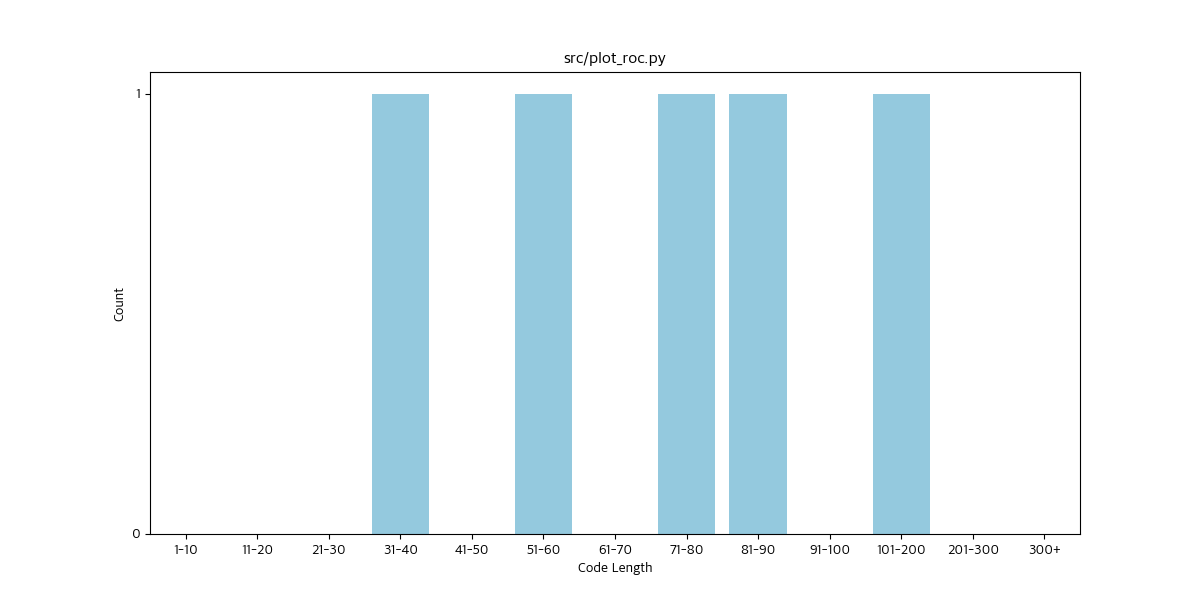 src/plot_roc.py
1
Count
0
1-10 11-20 21-30 31-40 41-50 51-60 61-70 71-80 81-90 91-100 101-200 201-300 300+
Code Length